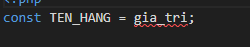 <?php
const TEN_HANG = gia_tri;